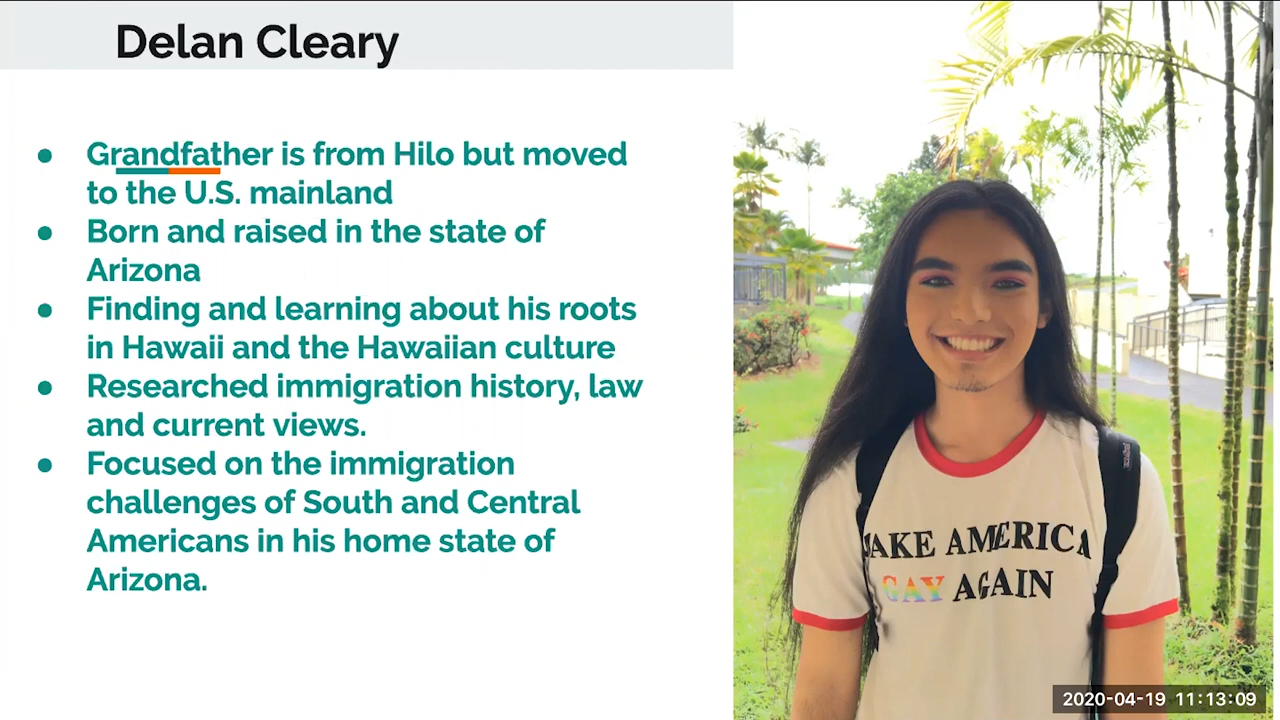 Delan Cleary
● Grandfather is from Hilo but moved
to the U.S. mainland
● Born and raised in the state of
Arizona
● Finding and learning about his roots
in Hawaii and the Hawaiian culture
● Researched immigration history, law
and current views.
● Focused on the immigration
challenges of South and Central
Americans in his home state of
Arizona.
MAKE AMERICA
GAY AGAIN
2020-04-19 11:13:09